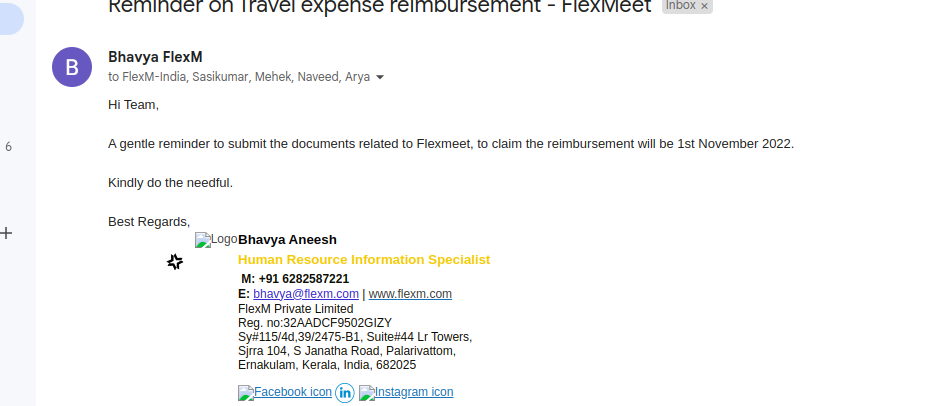 Reminder on Travel expense reimbursement - FlexMeet Inbox ×
B Bhavya FlexM
to FlexM-India, Sasikumar, Mehek, Naveed, Arya
Hi Team,
6
A gentle reminder to submit the documents related to Flexmeet, to claim the reimbursement will be 1st November 2022.
Kindly do the needful.
Best Regards,
Logo Bhavya Aneesh
Human Resource Information Specialist
M: +91 6282587221
E: bhavya@flexm.com | www.flexm.com
FlexM Private Limited
Reg. no:32AADCF9502GIZY
Sy#115/4d,39/2475-B1, Suite#44 Lr Towers,
Sjrra 104, S Janatha Road, Palarivattom,
Ernakulam, Kerala, India, 682025
Facebook icon in Instagram icon